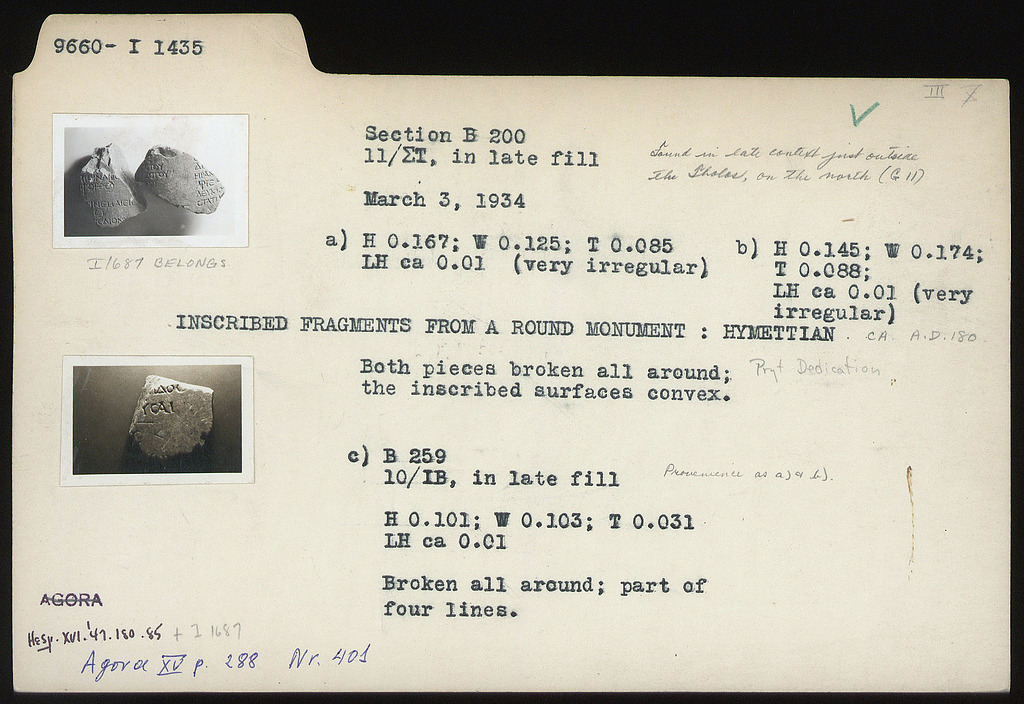 9660- I 1435
III X
Section B 200
11/ΣΤ, in late fill
Found in late context just outside
the Tholos, on the north (G 11)
March 3, 1934
a) H 0.167; W 0.125; T 0.085
LH ca 0.01 (very irregular)
b) H 0.145; W 0.174;
T 0.088;
LH ca 0.01 (very
irregular)
I 1687 BELONGS
INSCRIBED FRAGMENTS FROM A ROUND MONUMENT : HYMETTIAN . CA. A.D. 180
Both pieces broken all around;
the inscribed surfaces convex.
Pryt Dedication
c) B 259
10/ΙΒ, in late fill
Provenience as a) & b).
H 0.101; W 0.103; T 0.031
LH ca 0.01
Broken all around; part of
four lines.
AGORA
Hesp. XVI. '47. 180. 85 + I 1687
Agora XV p. 288 Nr. 401